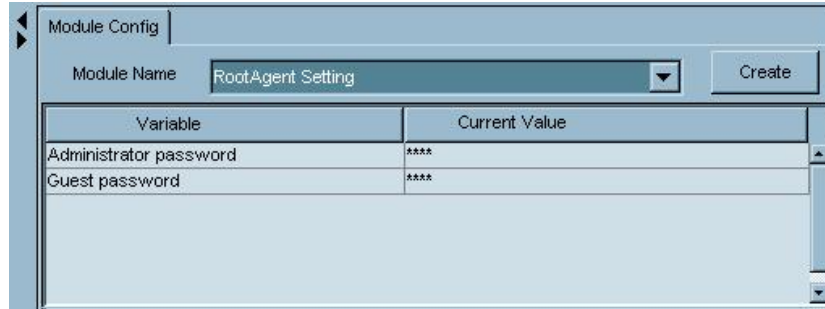 Module Config
Module Name RootAgent Setting Create
Variable Current Value
Administrator password ****
Guest password ****